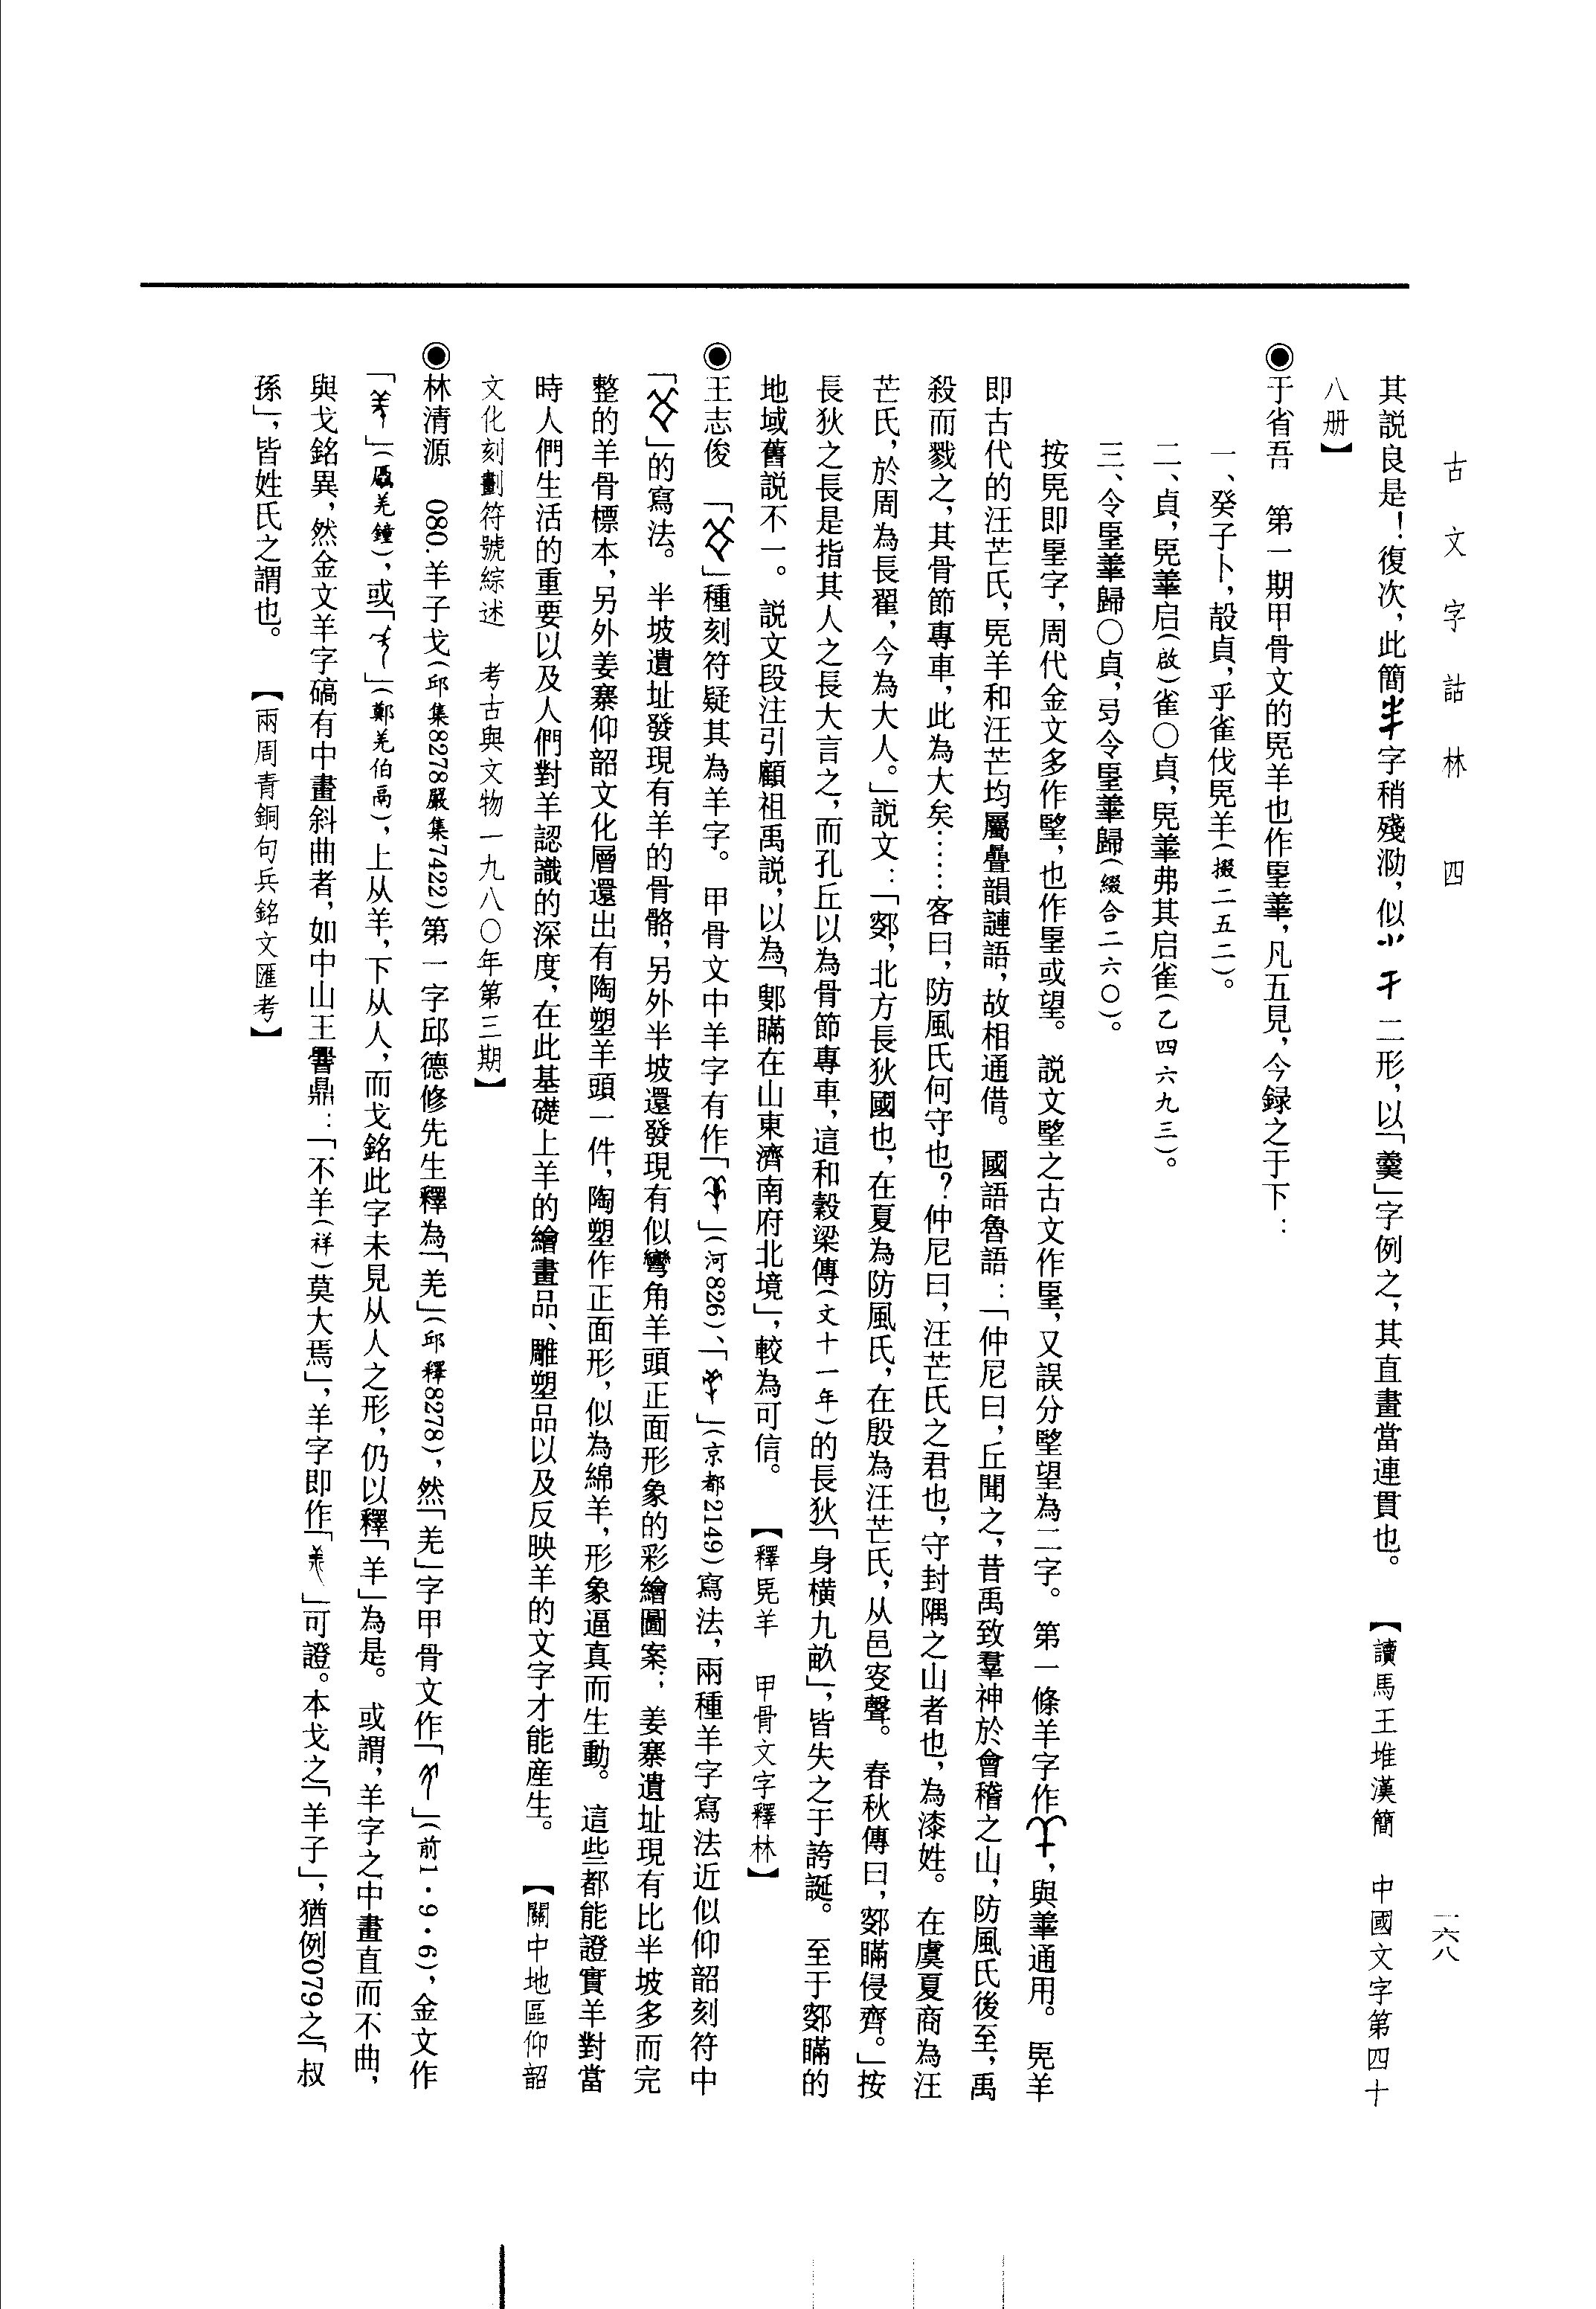 古文字詁林 四
一六八
其説良是！復次，此簡字稍殘泐，似二形，以「羹」字例之，其直畫當連貫也。 【讀馬王堆漢簡 中國文字第四十
八册】
◉于省吾 第一期甲骨文的羊也作，凡五見，今録之于下：
一、癸子卜，㱿貞，乎雀伐羊（掇二五二）。
二、貞，启（啟）雀○貞，弗其启雀（乙四六九三）。
三、令歸○貞，弜令歸（綴合二六〇）。
按即字，周代金文多作朢，也作或望。説文朢之古文作，又誤分朢望為二字。第一條羊字作，與通用。羊
即古代的汪芒氏，羊和汪芒均屬疊韻謰語，故相通借。國語魯語：「仲尼曰，丘聞之，昔禹致羣神於會稽之山，防風氏後至，禹
殺而戮之，其骨節專車，此為大矣……客曰，防風氏何守也？仲尼曰，汪芒氏之君也，守封隅之山者也，為漆姓。在虞夏商為汪
芒氏，於周為長翟，今為大人。」説文：「鄋，北方長狄國也，在夏為防風氏，在殷為汪芒氏，从邑叟聲。春秋傳曰，鄋瞞侵齊。」按
長狄之長是指其人之長大言之，而孔丘以為骨節專車，這和穀梁傳（文十一年）的長狄「身橫九畝」，皆失之于誇誕。至于鄋瞞的
地域舊説不一。説文段注引顧祖禹説，以為「鄋瞞在山東濟南府北境」，較為可信。 【釋羊 甲骨文字釋林】
◉王志俊 「」種刻符疑其為羊字。甲骨文中羊字有作「」（河826）、「」（京都2149）寫法，兩種羊字寫法近似仰韶刻符中
「」的寫法。半坡遺址發現有羊的骨骼，另外半坡還發現有似彎角羊頭正面形象的彩繪圖案；姜寨遺址現有比半坡多而完
整的羊骨標本，另外姜寨仰韶文化層還出有陶塑羊頭一件，陶塑作正面形，似為綿羊，形象逼真而生動。這些都能證實羊對當
時人們生活的重要以及人們對羊認識的深度，在此基礎上羊的繪畫品、雕塑品以及反映羊的文字才能産生。 【關中地區仰韶
文化刻劃符號綜述 考古與文物一九八〇年第三期】
◉林清源 080.羊子戈（邱集8278嚴集7422）第一字邱德修先生釋為「羌」（邱釋8278），然「羌」字甲骨文作「」（前1·9·6），金文作
「」（羌鐘），或「」（鄭羌伯鬲），上从羊，下从人，而戈銘此字未見从人之形，仍以釋「羊」為是。或謂，羊字之中畫直而不曲，
與戈銘異，然金文羊字碻有中畫斜曲者，如中山王鼎：「不羊（祥）莫大焉」，羊字即作「」可證。本戈之「羊子」，猶例079之「叔
孫」，皆姓氏之謂也。 【兩周青銅句兵銘文匯考】